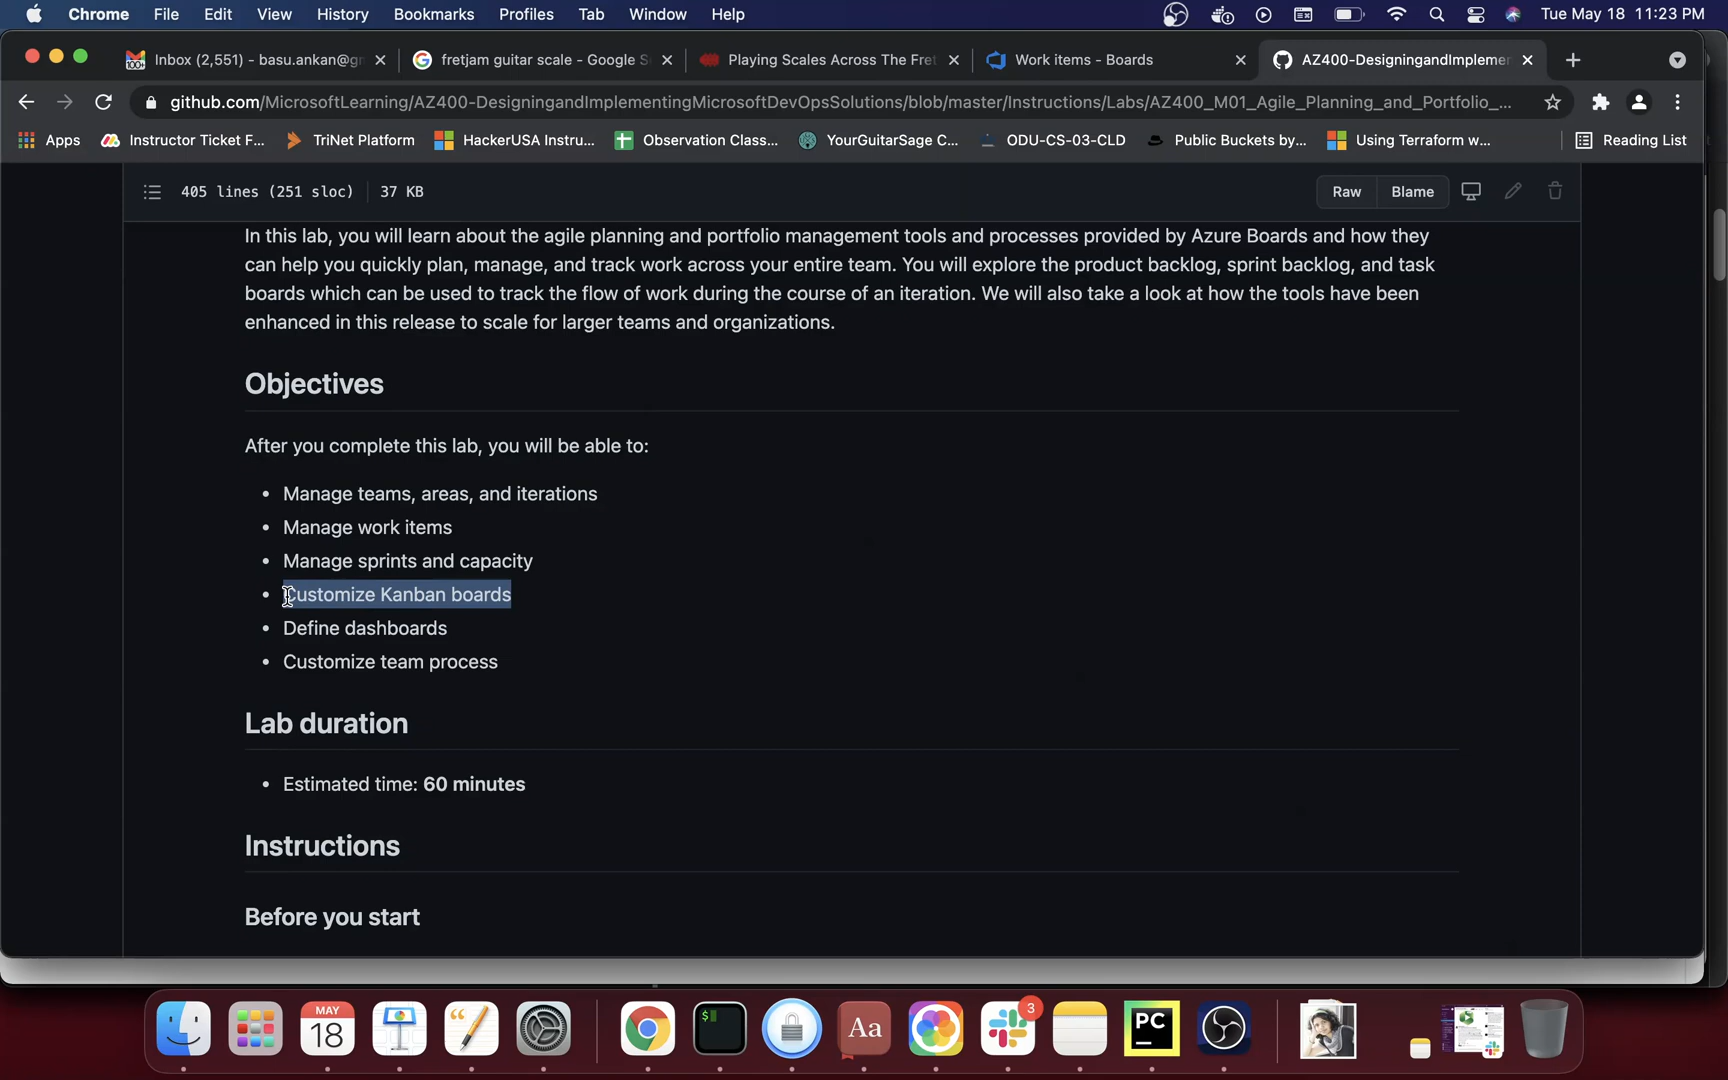 Chrome File Edit View History Bookmarks Profiles Tab Window Help Tue May 18 11:23 PM
Inbox (2,551) - basu.ankan@gm fretjam guitar scale - Google S Playing Scales Across The Fret Work items - Boards AZ400-DesigningandImplemen
github.com/MicrosoftLearning/AZ400-DesigningandImplementingMicrosoftDevOpsSolutions/blob/master/Instructions/Labs/AZ400_M01_Agile_Planning_and_Portfolio_...
Apps Instructor Ticket F... TriNet Platform HackerUSA Instru... Observation Class... YourGuitarSage C... ODU-CS-03-CLD Public Buckets by... Using Terraform w... Reading List
405 lines (251 sloc) 37 KB Raw Blame
In this lab, you will learn about the agile planning and portfolio management tools and processes provided by Azure Boards and how they
can help you quickly plan, manage, and track work across your entire team. You will explore the product backlog, sprint backlog, and task
boards which can be used to track the flow of work during the course of an iteration. We will also take a look at how the tools have been
enhanced in this release to scale for larger teams and organizations.
Objectives
After you complete this lab, you will be able to:
• Manage teams, areas, and iterations
• Manage work items
• Manage sprints and capacity
• Customize Kanban boards
• Define dashboards
• Customize team process
Lab duration
• Estimated time: 60 minutes
Instructions
Before you start
MAY
18
$
Aa
3
PC